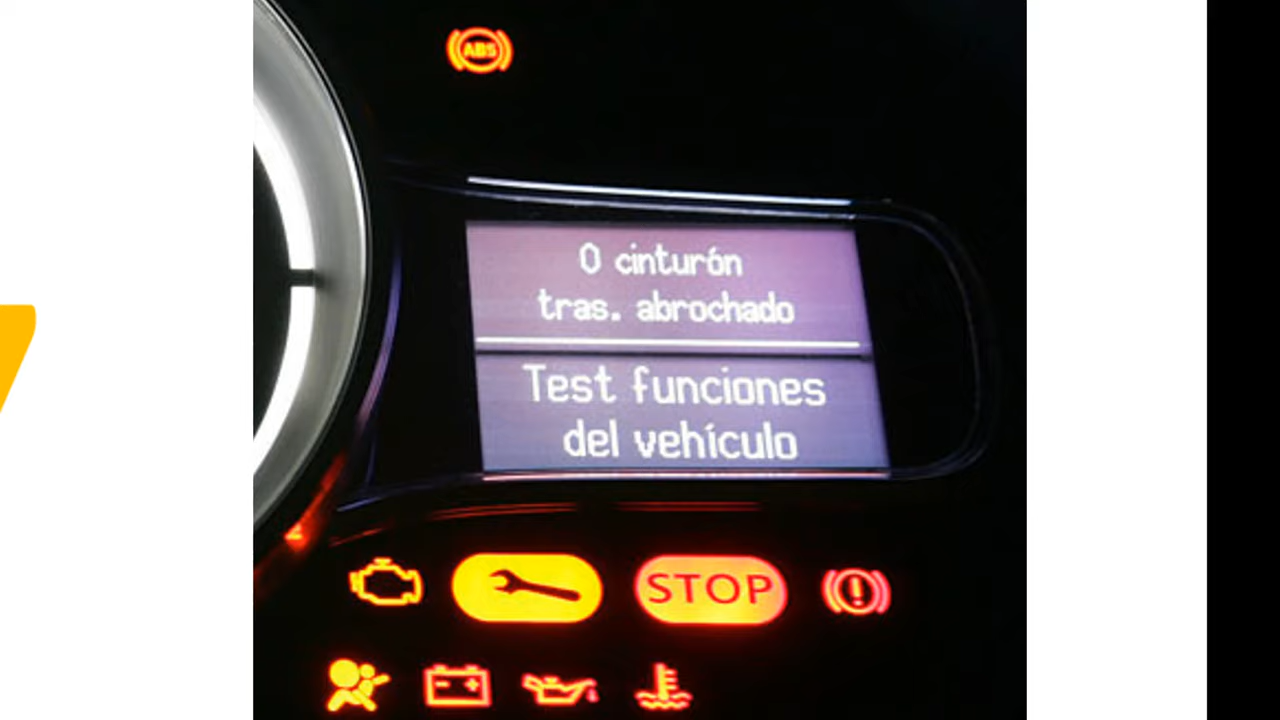 ABS
0 cinturón
tras. abrochado
Test funciones
del vehículo
STOP